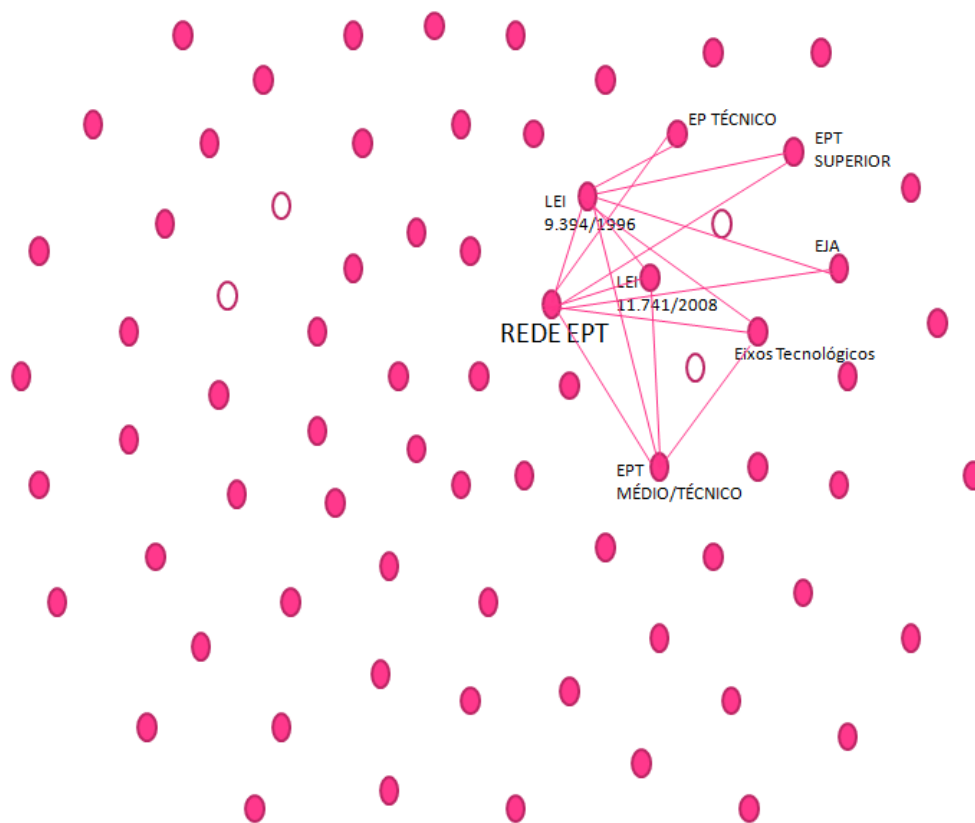 EP TÉCNICO
EPT
SUPERIOR
LEI
9.394/1996
EJA
LEI
11.741/2008
REDE EPT
Eixos Tecnológicos
EPT
MÉDIO/TÉCNICO